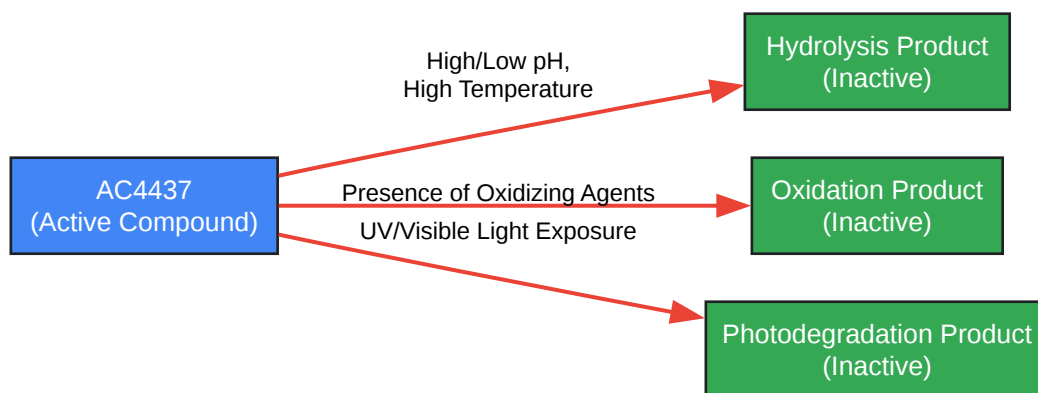 High/Low pH,
High Temperature
Hydrolysis Product
(Inactive)
AC4437
(Active Compound)
Presence of Oxidizing Agents
Oxidation Product
(Inactive)
UV/Visible Light Exposure
Photodegradation Product
(Inactive)